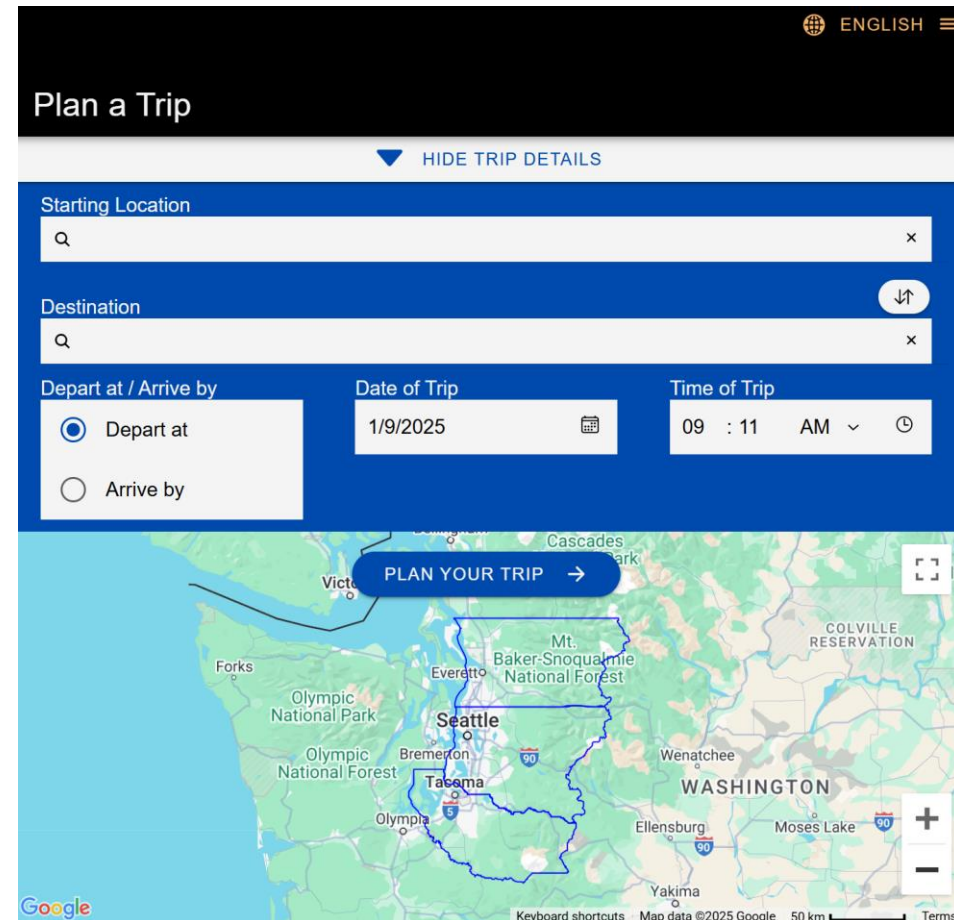 ENGLISH
Plan a Trip
HIDE TRIP DETAILS
Starting Location
Destination
Depart at / Arrive by
Date of Trip
Time of Trip
Depart at
1/9/2025
09 : 11 AM
Arrive by
Cascades
PLAN YOUR TRIP
COLVILLE
RESERVATION
Mt.
Baker-Snoqualmie
National Forest
Forks
Everett
Olympic
National Park
Seattle
Olympic
National Forest
Bremerton
90
Wenatchee
Tacoma
WASHINGTON
Olympia
5
Ellensburg
Moses Lake
90
90
Yakima
Google
Keyboard shortcuts
Map data ©2025 Google
50 km
Terms